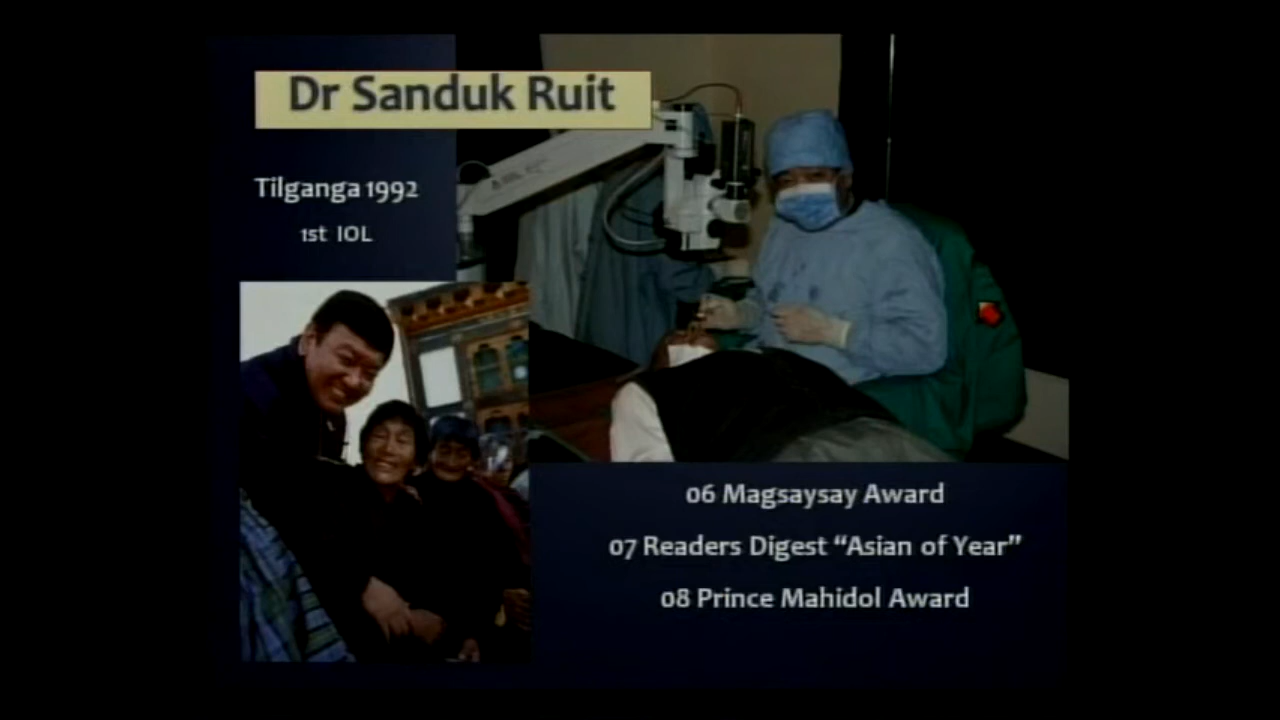 Dr Sanduk Ruit
Tilganga 1992
1st IOL
06 Magsaysay Award
07 Readers Digest “Asian of Year”
08 Prince Mahidol Award